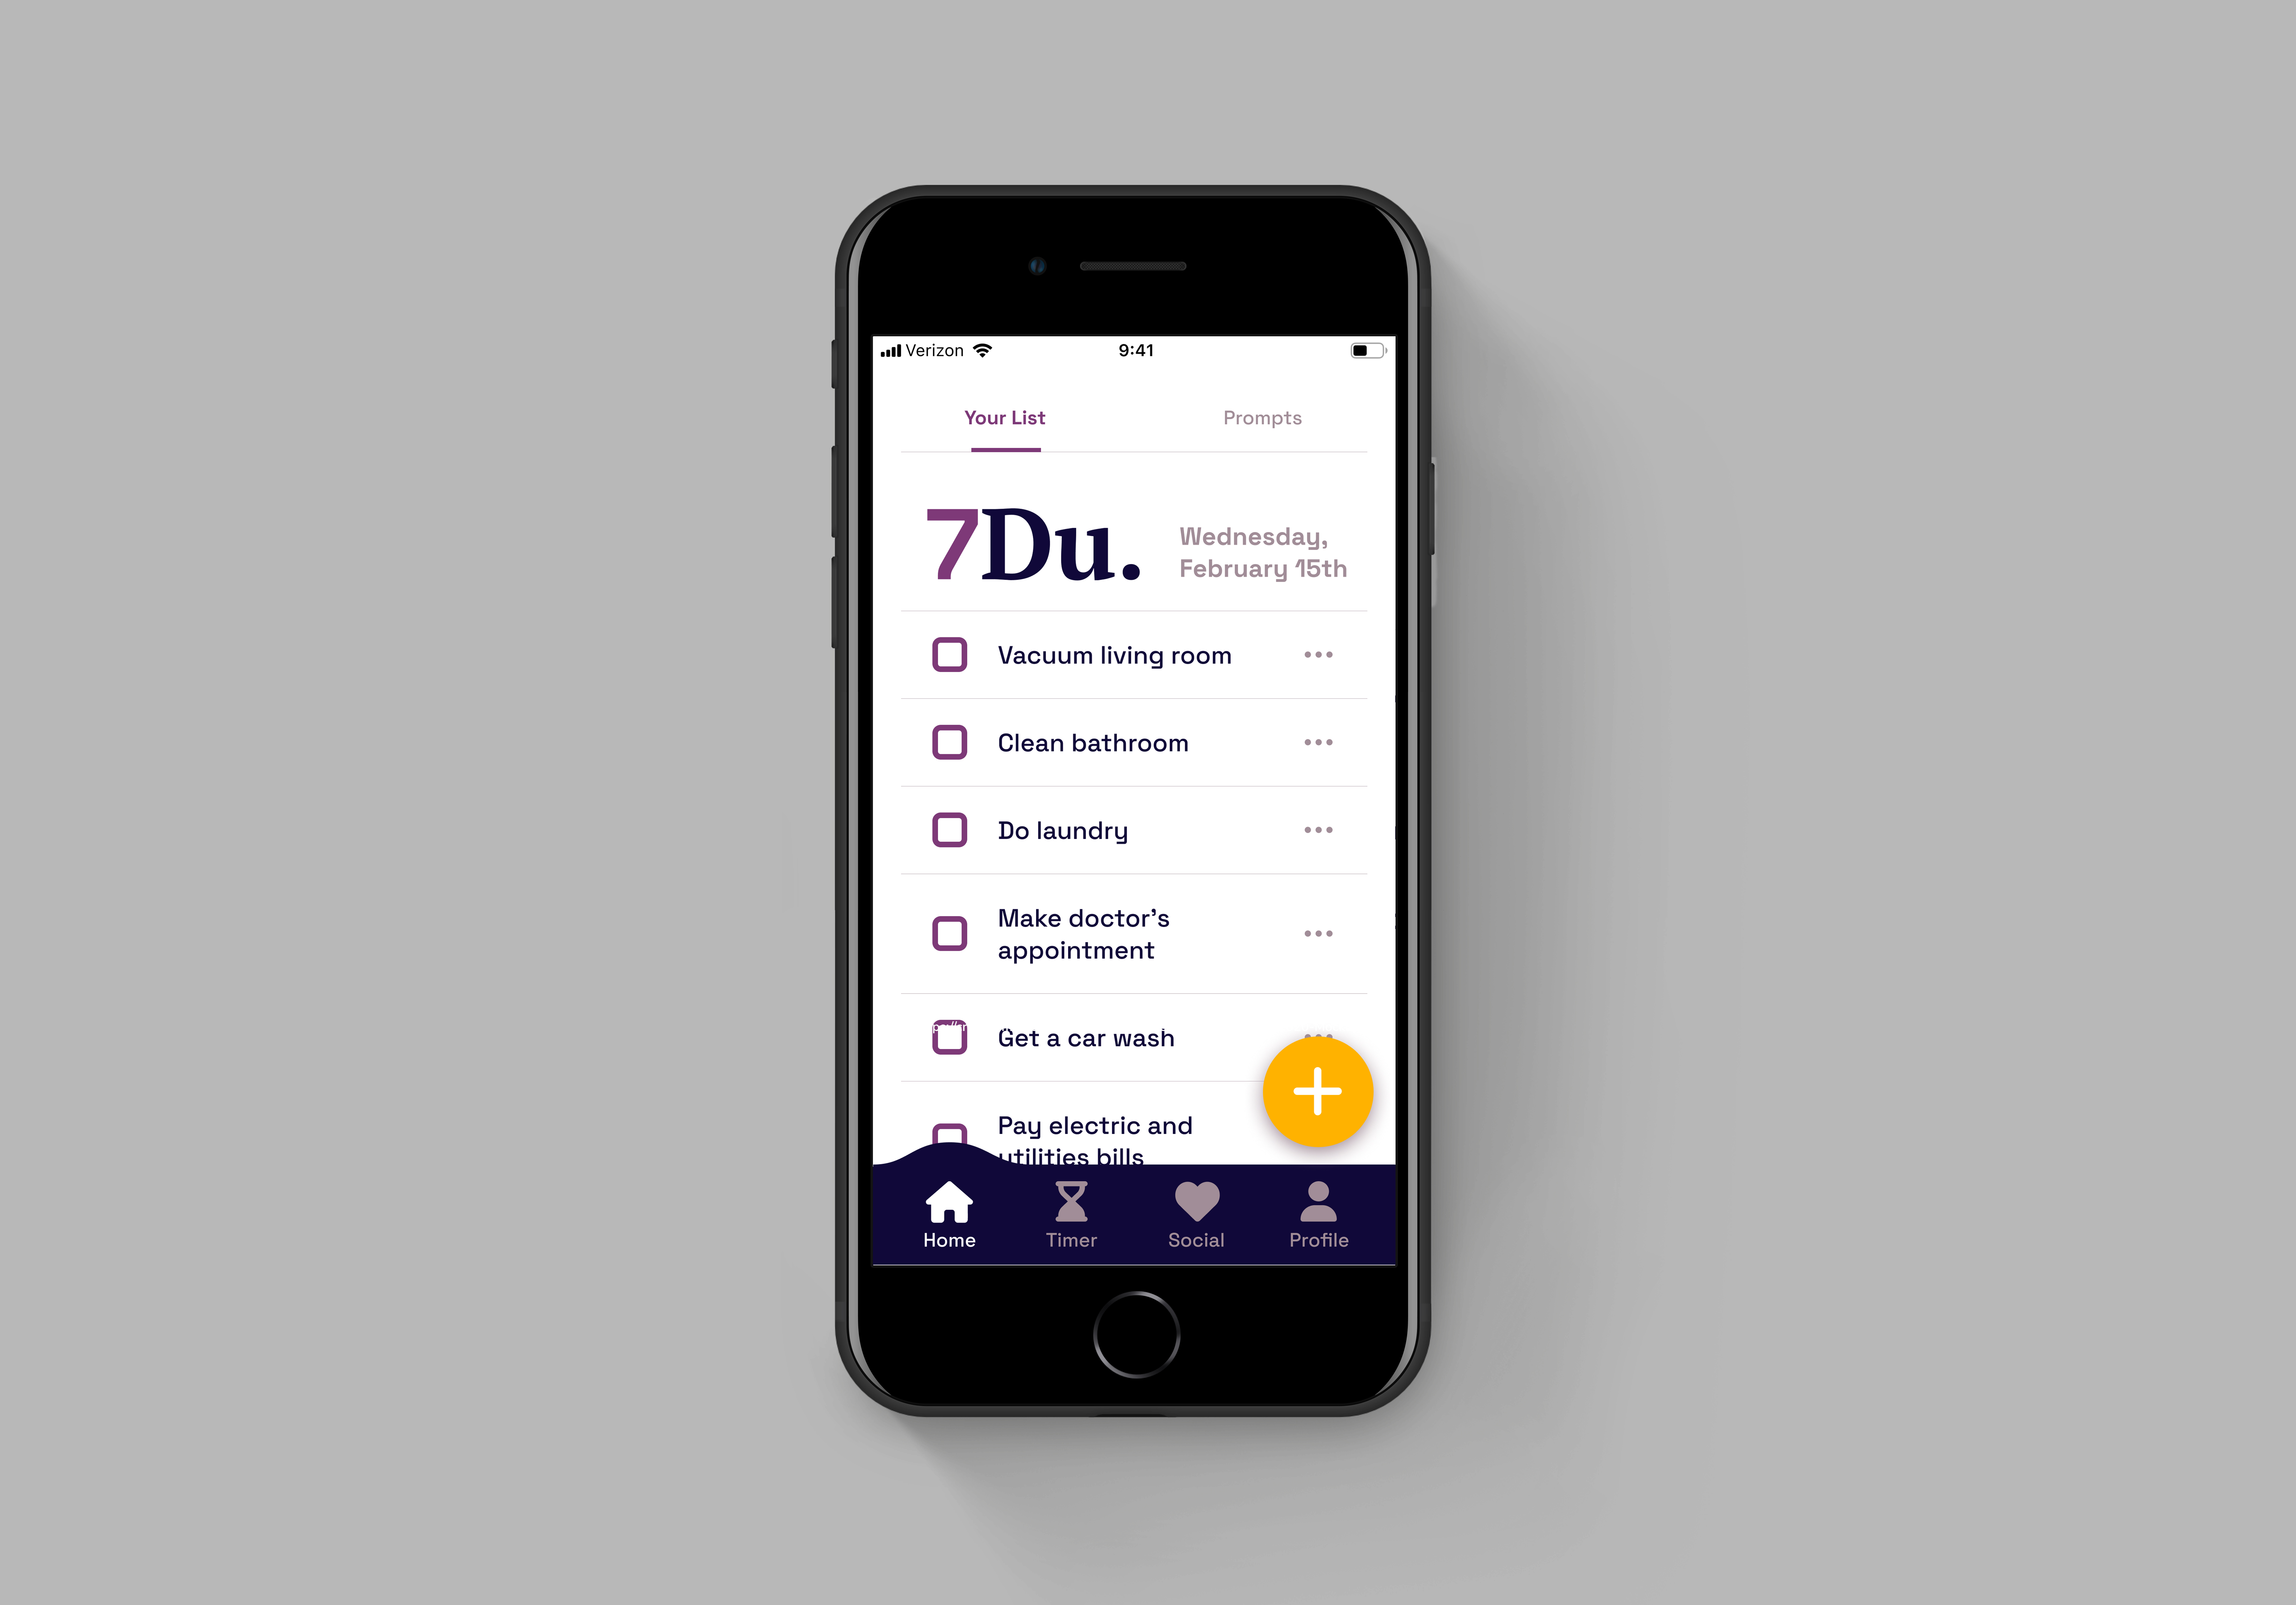 Verizon 9:41
Your List Prompts
7Du.
Wednesday,
February 15th
Vacuum living room
Clean bathroom
Do laundry
Make doctor's
appointment
Get a car wash
Pay electric and
utilities bills
Home Timer Social Profile